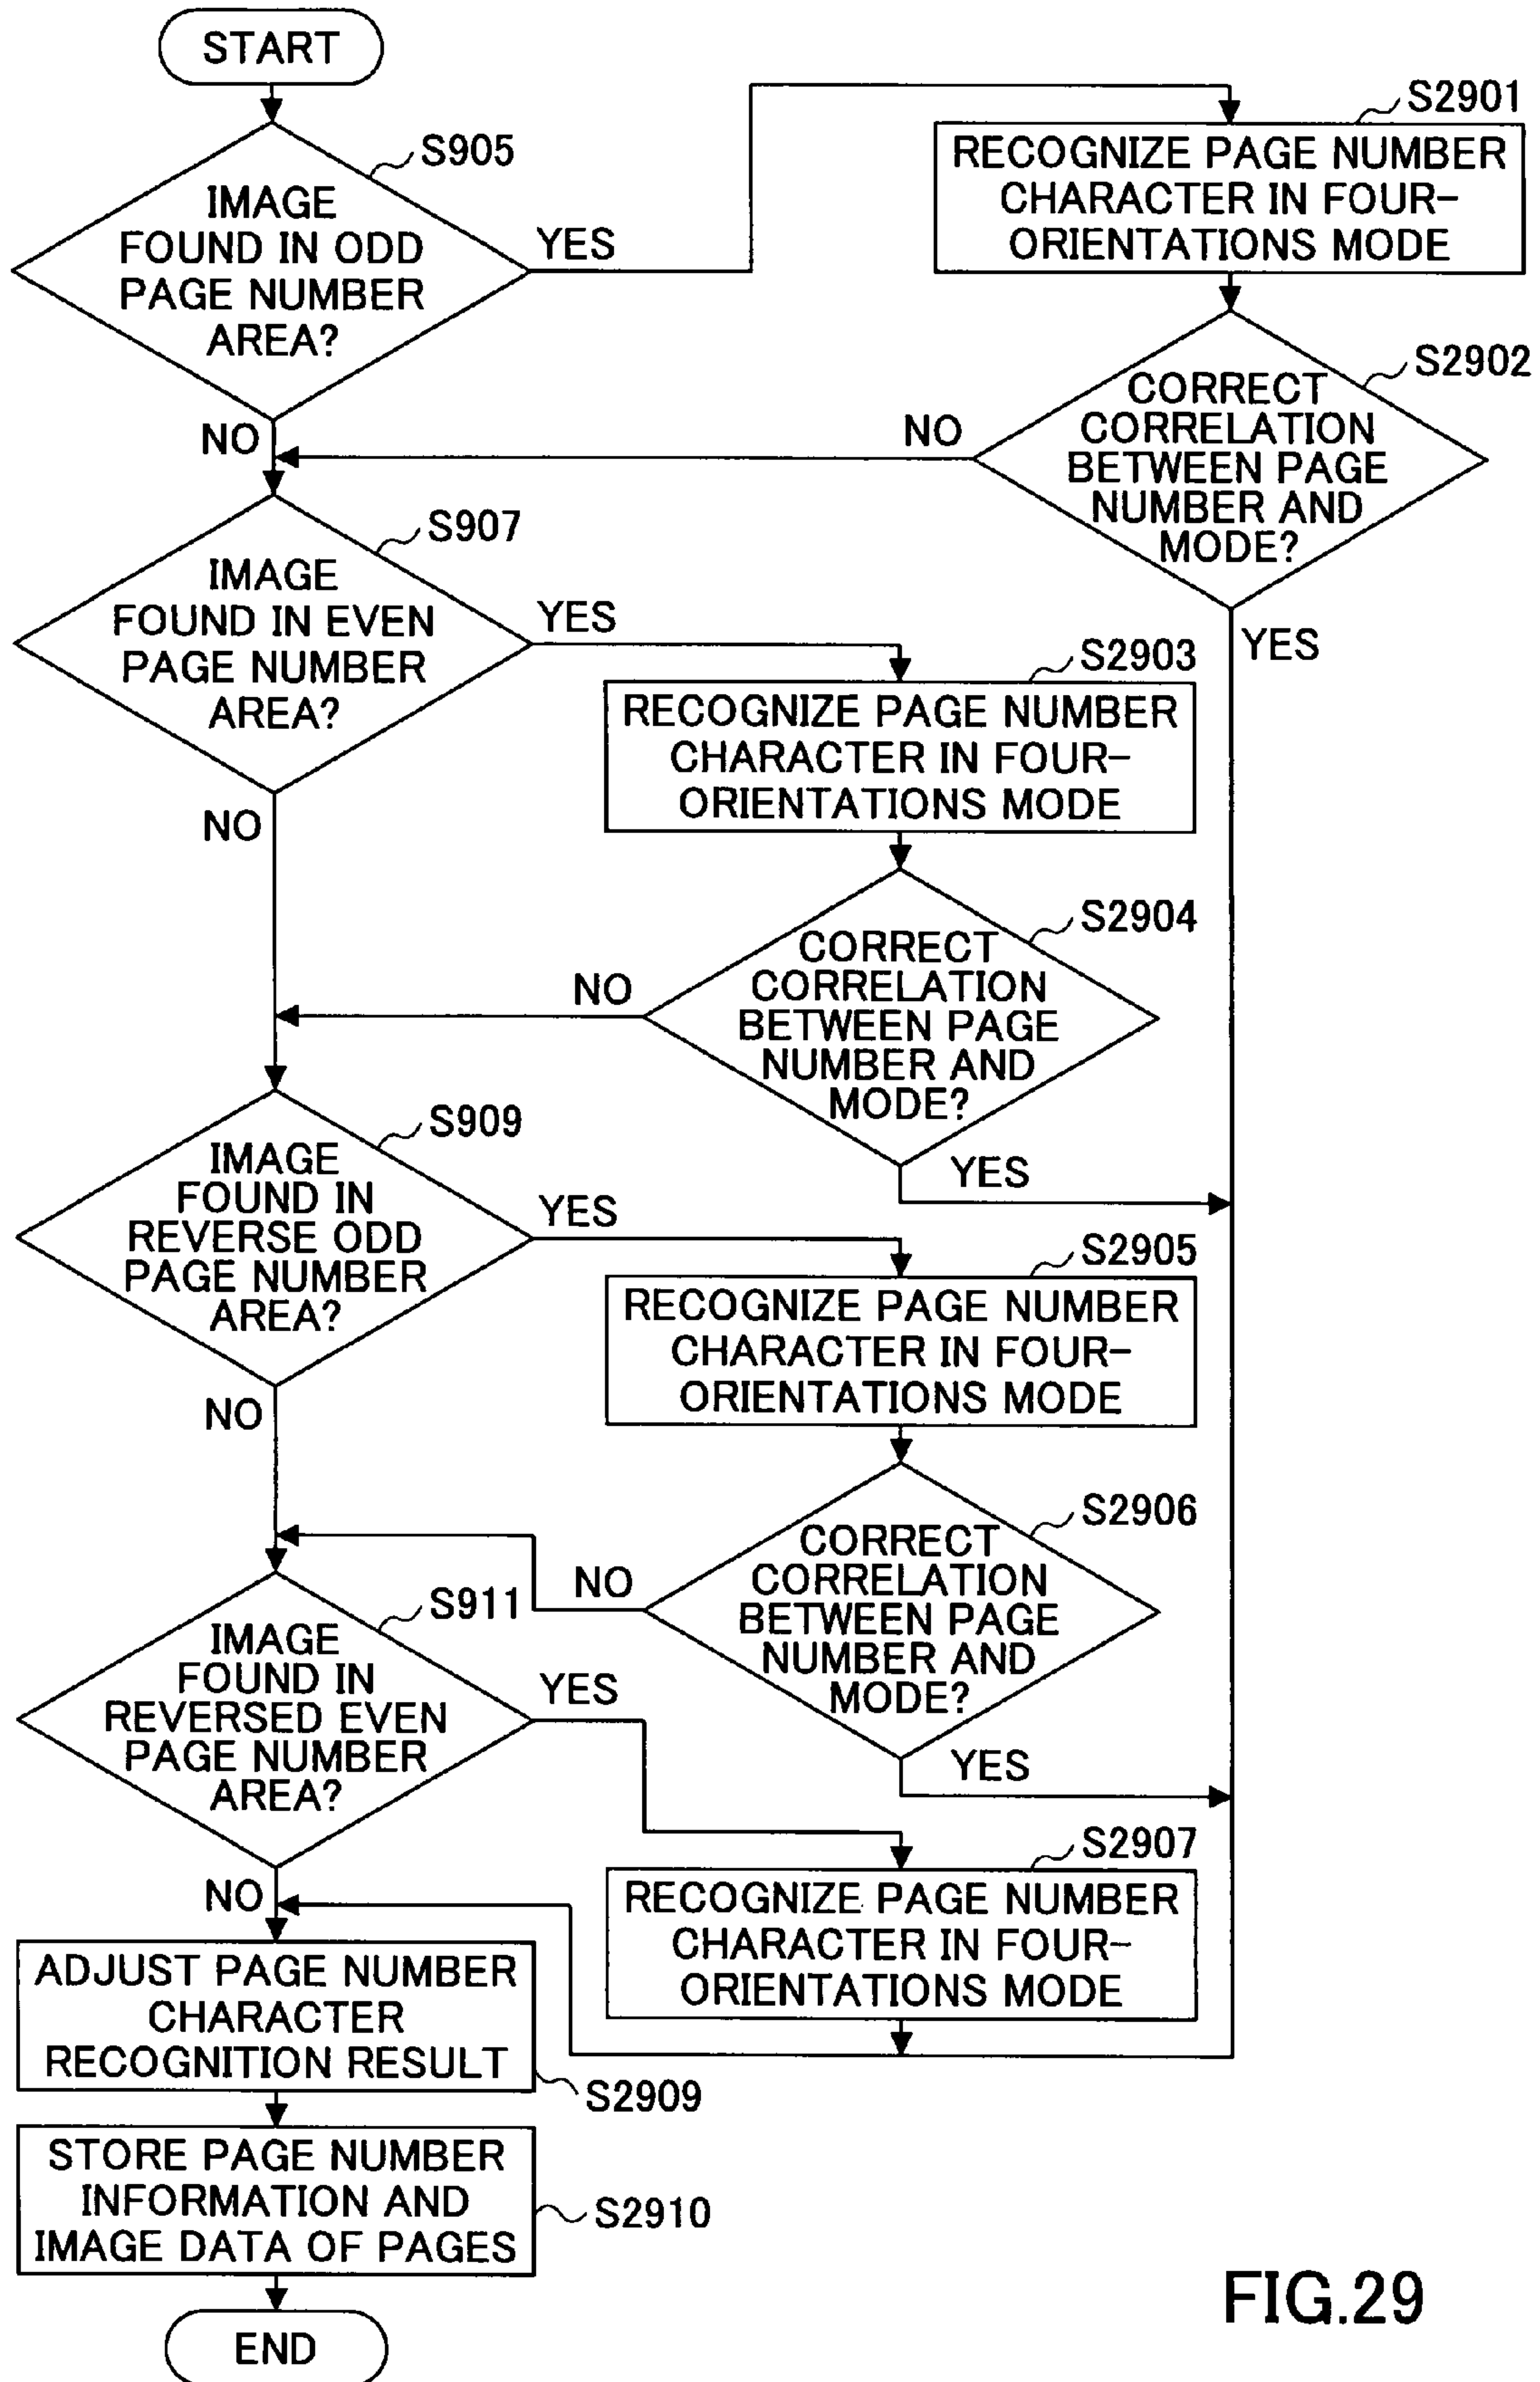 START
S905
IMAGE
FOUND IN ODD
PAGE NUMBER
AREA?
YES
NO
S2901
RECOGNIZE PAGE NUMBER
CHARACTER IN FOUR-
ORIENTATIONS MODE
S2902
CORRECT
CORRELATION
BETWEEN PAGE
NUMBER AND
MODE?
NO
YES
S907
IMAGE
FOUND IN EVEN
PAGE NUMBER
AREA?
YES
NO
S2903
RECOGNIZE PAGE NUMBER
CHARACTER IN FOUR-
ORIENTATIONS MODE
S2904
CORRECT
CORRELATION
BETWEEN PAGE
NUMBER AND
MODE?
NO
YES
S909
IMAGE
FOUND IN
REVERSE ODD
PAGE NUMBER
AREA?
YES
NO
S2905
RECOGNIZE PAGE NUMBER
CHARACTER IN FOUR-
ORIENTATIONS MODE
S2906
CORRECT
CORRELATION
BETWEEN PAGE
NUMBER AND
MODE?
NO
YES
S911
IMAGE
FOUND IN
REVERSED EVEN
PAGE NUMBER
AREA?
YES
NO
S2907
RECOGNIZE PAGE NUMBER
CHARACTER IN FOUR-
ORIENTATIONS MODE
ADJUST PAGE NUMBER
CHARACTER
RECOGNITION RESULT
S2909
STORE PAGE NUMBER
INFORMATION AND
IMAGE DATA OF PAGES
S2910
END
FIG.29